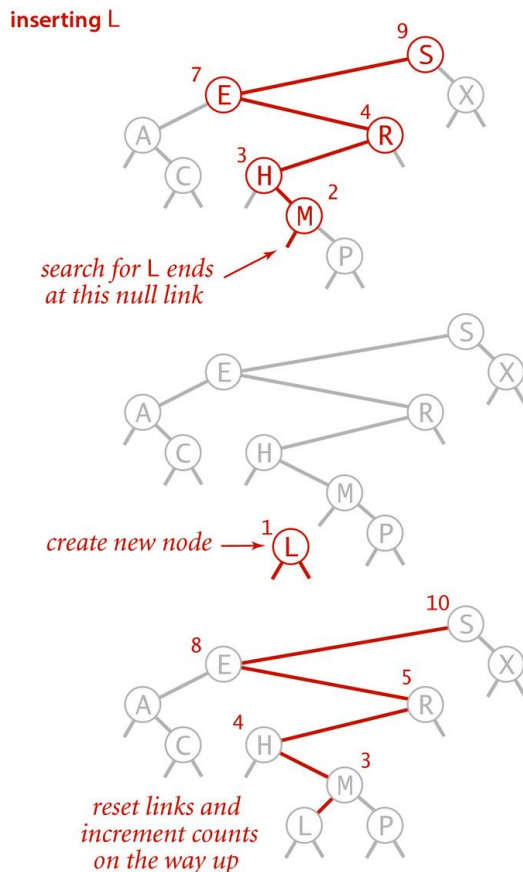 inserting L
9
S
7
E
X
4
A
R
3
C
H
2
M
P
search for L ends
at this null link
S
E
X
A
R
C
H
M
P
1
create new node
L
10
S
8
E
X
5
A
R
4
C
H
3
M
reset links and
L
P
increment counts
on the way up